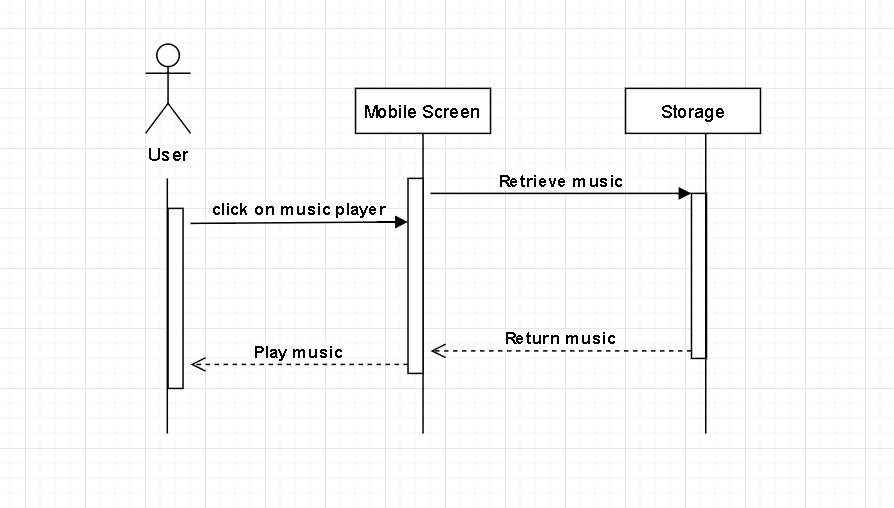 Mobile Screen
Storage
User
Retrieve music
click on music player
Return music
Play music